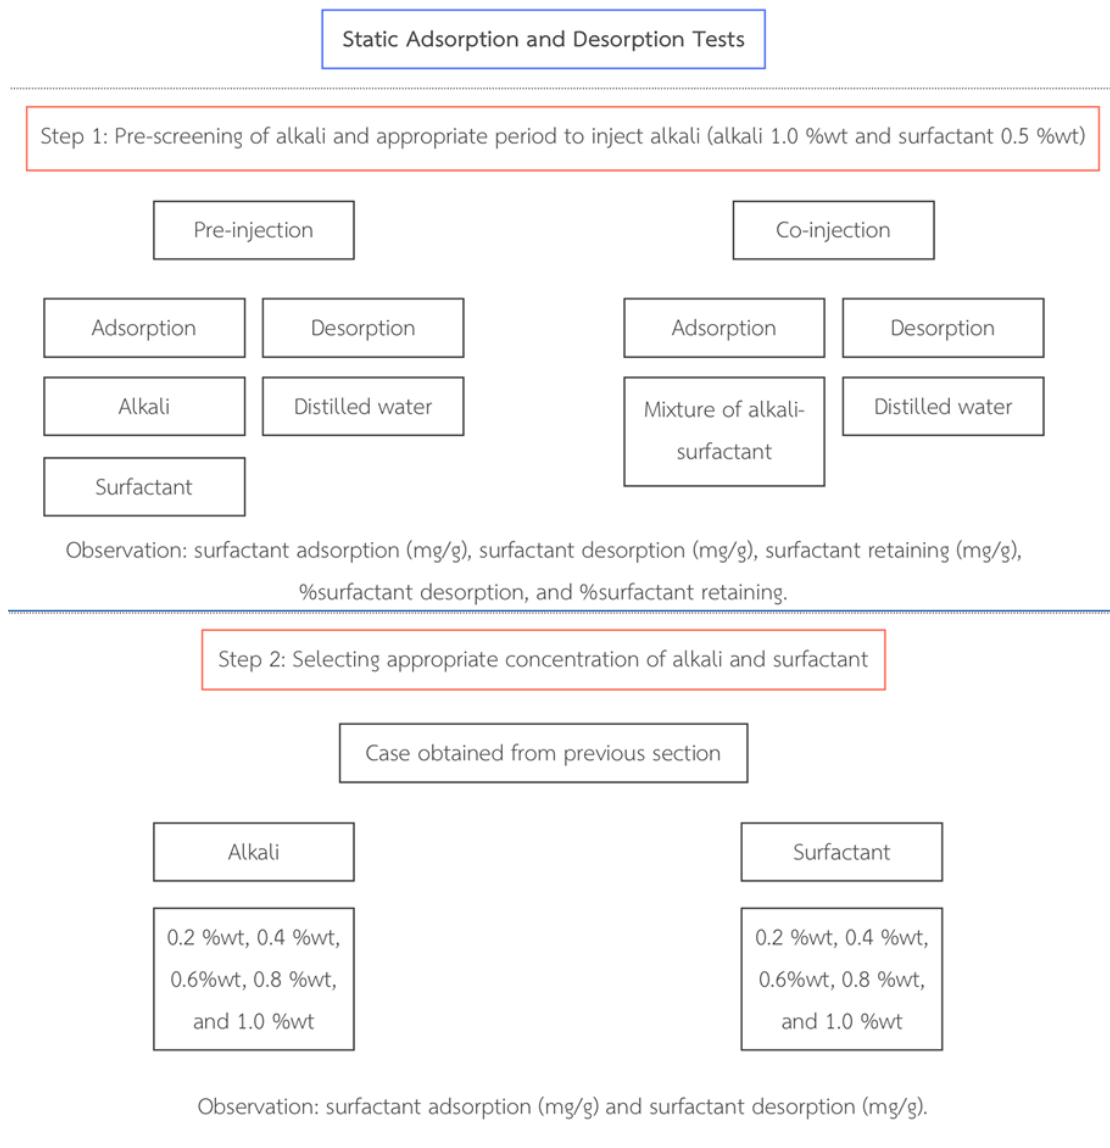 Static Adsorption and Desorption Tests
Step 1: Pre-screening of alkali and appropriate period to inject alkali (alkali 1.0 %wt and surfactant 0.5 %wt)
Pre-injection
Co-injection
Adsorption
Desorption
Adsorption
Desorption
Alkali
Distilled water
Mixture of alkali-
surfactant
Distilled water
Surfactant
Observation: surfactant adsorption (mg/g), surfactant desorption (mg/g), surfactant retaining (mg/g),
%surfactant desorption, and %surfactant retaining.
Step 2: Selecting appropriate concentration of alkali and surfactant
Case obtained from previous section
Alkali
Surfactant
0.2 %wt, 0.4 %wt,
0.6%wt, 0.8 %wt,
and 1.0 %wt
0.2 %wt, 0.4 %wt,
0.6%wt, 0.8 %wt,
and 1.0 %wt
Observation: surfactant adsorption (mg/g) and surfactant desorption (mg/g).